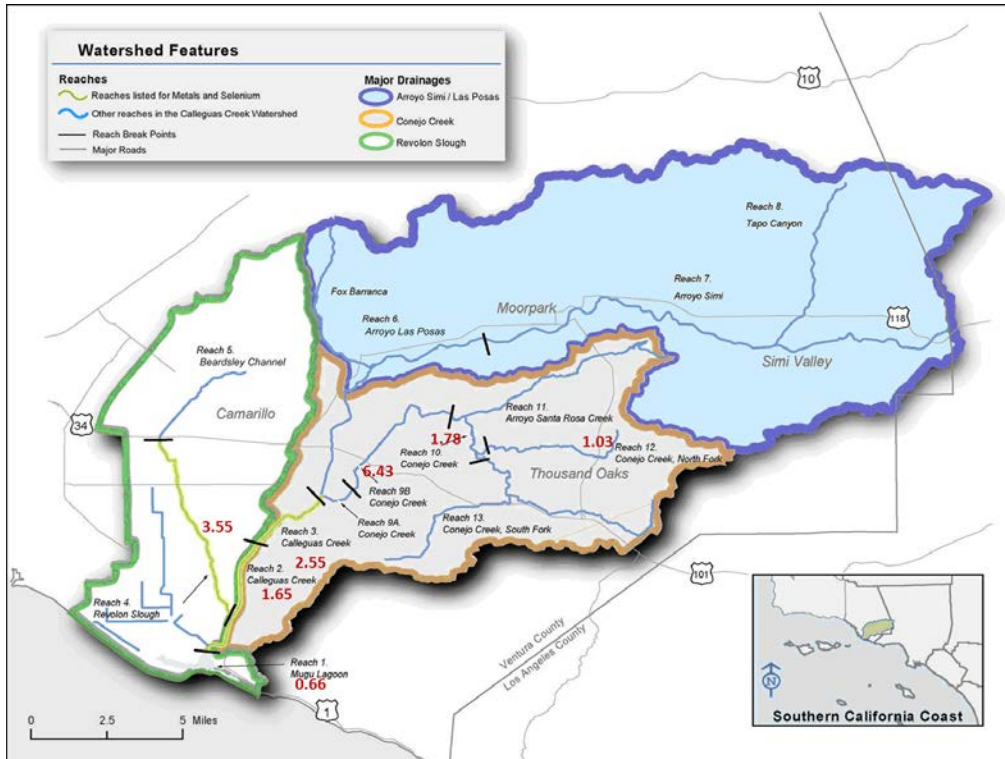 Watershed Features
Reaches
Reaches listed for Metals and Selenium
Other reaches in the Calleguas Creek Watershed
Reach Break Points
Major Roads
Major Drainages
Arroyo Simi / Las Posas
Conejo Creek
Revolon Slough
10
Reach 8.
Tapo Canyon
Fox Barranca
Moorpark
Reach 7.
Arroyo Simi
Reach 6.
Arroyo Las Posas
118
Simi Valley
Reach 5.
Beardsley Channel
Camarillo
34
Reach 11.
Arroyo Santa Rosa Creek
1.78
1.03
Reach 10.
Conejo Creek
Reach 12.
Conejo Creek, North Fork
Thousand Oaks
6.43
Reach 9B
Conejo Creek
Reach 9A.
Conejo Creek
Reach 13.
Conejo Creek, South Fork
3.55
Reach 3.
Calleguas Creek
2.55
Reach 2.
Calleguas Creek
1.65
101
Reach 4.
Revolon Slough
Reach 1.
Mugu Lagoon
0.66
1
Ventura County
Los Angeles County
0 2.5 5 Miles
N
Southern California Coast